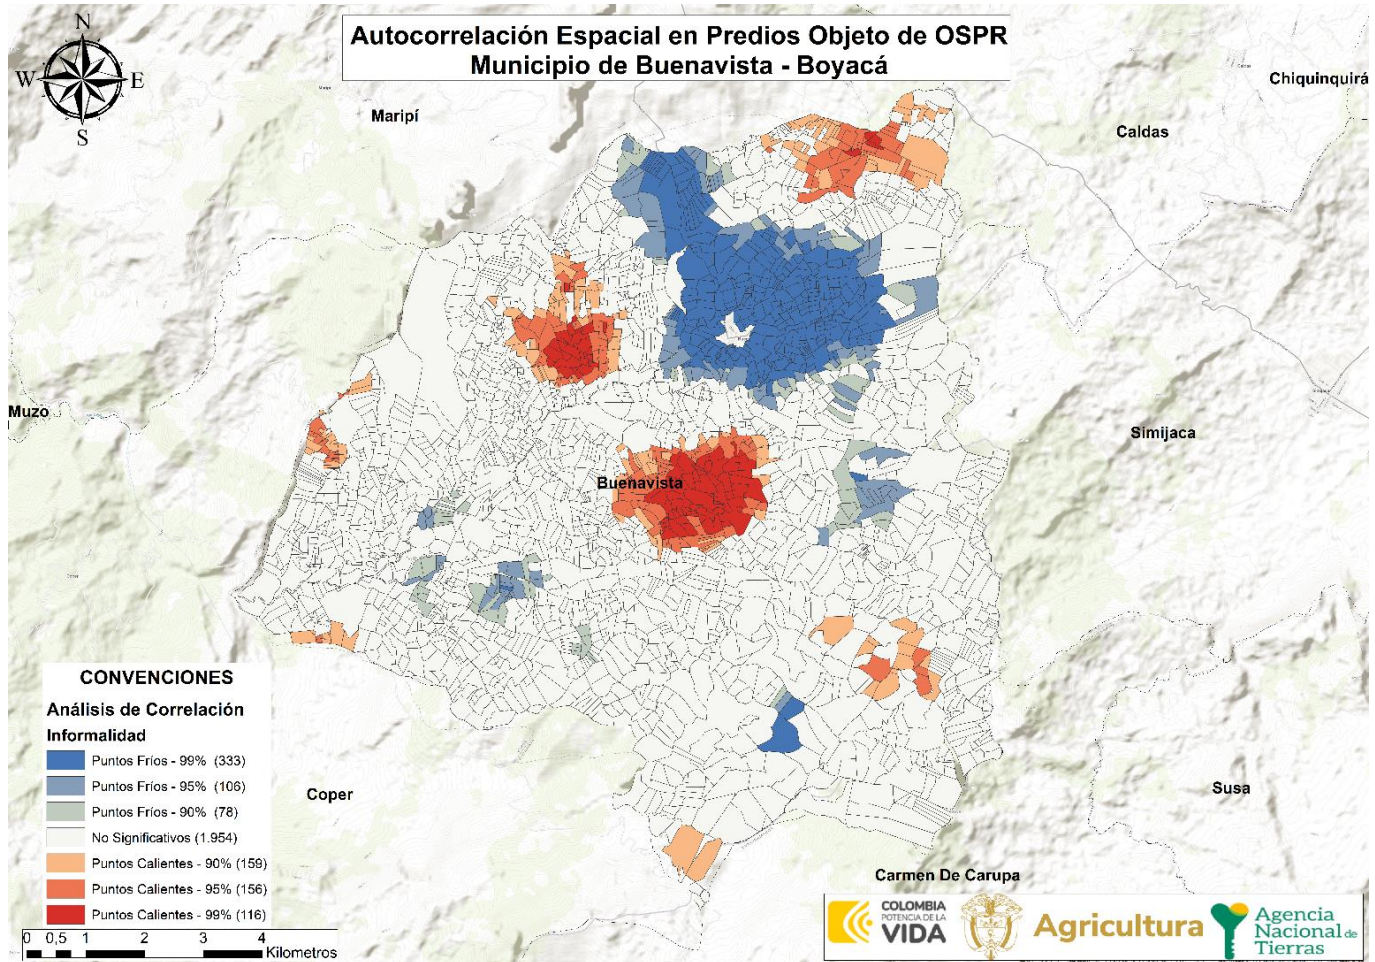 Autocorrelación Espacial en Predios Objeto de OSPR
Municipio de Buenavista - Boyacá
N
W
E
S
Maripí
Chiquinquirá
Caldas
Muzo
Simijaca
Buenavista
Coper
Susa
Carmen De Carupa
CONVENCIONES
Análisis de Correlación
Informalidad
Puntos Fríos - 99% (333)
Puntos Fríos - 95% (106)
Puntos Fríos - 90% (78)
No Significativos (1.954)
Puntos Calientes - 90% (159)
Puntos Calientes - 95% (156)
Puntos Calientes - 99% (116)
0 0,5 1 2 3 4
Kilometros
COLOMBIA
POTENCIA DE LA
VIDA
Agricultura
Agencia
Nacional de
Tierras